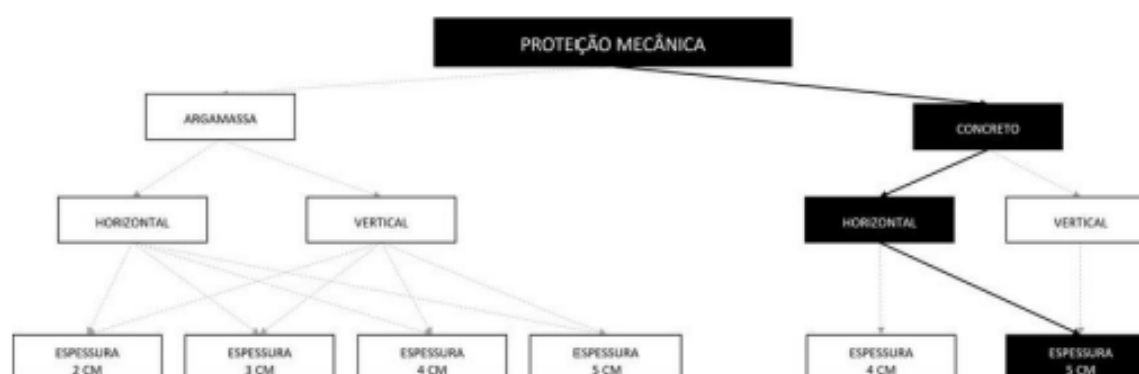 PROTEIÇÃO MECÂNICA
ARGAMASSA
CONCRETO
HORIZONTAL
VERTICAL
HORIZONTAL
VERTICAL
ESPESSURA
2 CM
ESPESSURA
3 CM
ESPESSURA
4 CM
ESPESSURA
5 CM
ESPESSURA
4 CM
ESPESSURA
5 CM